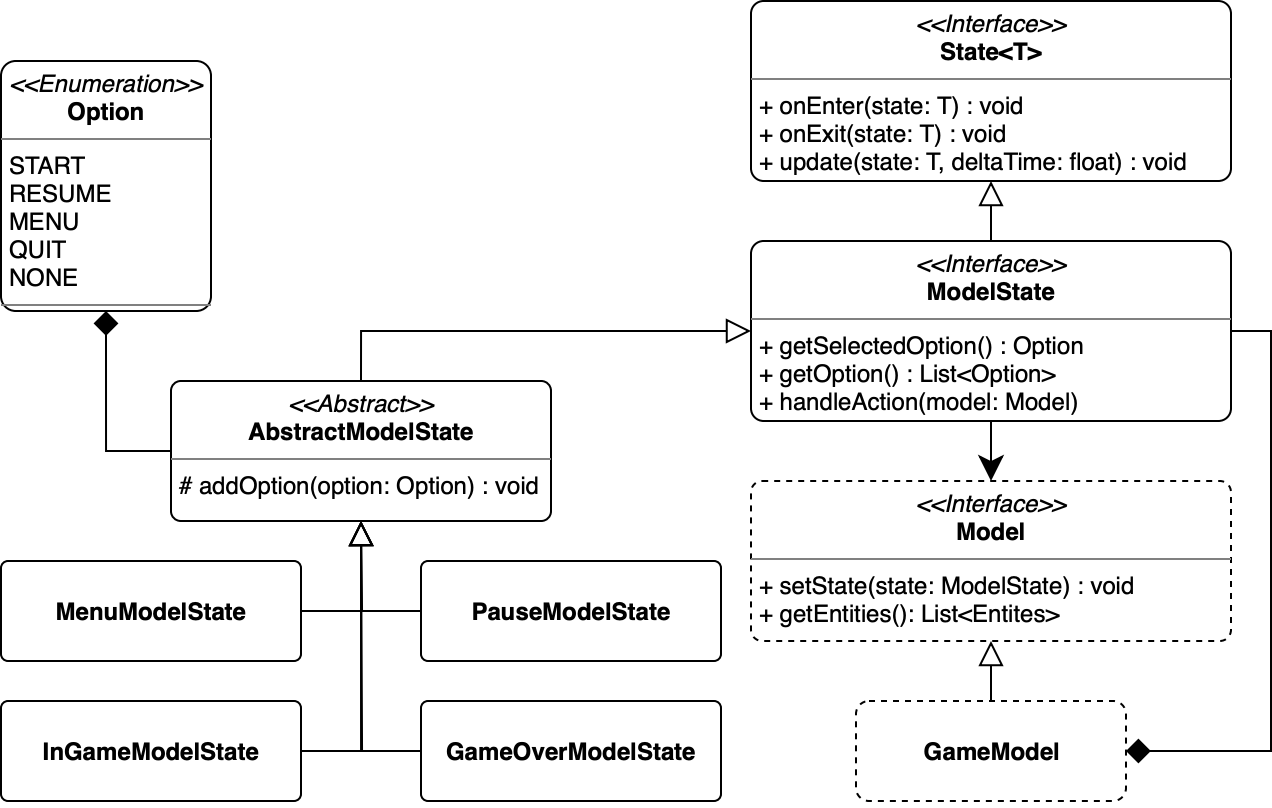 <<Enumeration>>
Option
START
RESUME
MENU
QUIT
NONE
<<Interface>>
State<T>
+ onEnter(state: T) : void
+ onExit(state: T) : void
+ update(state: T, deltaTime: float) : void
<<Interface>>
ModelState
+ getSelectedOption() : Option
+ getOption() : List<Option>
+ handleAction(model: Model)
<<Abstract>>
AbstractModelState
# addOption(option: Option) : void
<<Interface>>
Model
+ setState(state: ModelState) : void
+ getEntities(): List<Entites>
MenuModelState
PauseModelState
InGameModelState
GameOverModelState
GameModel